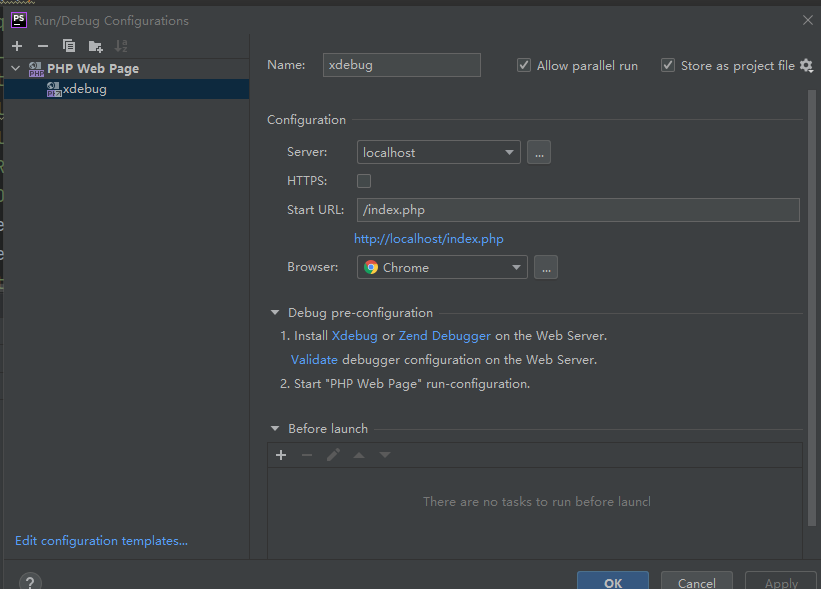 PS Run/Debug Configurations
PHP Web Page
xdebug
Name: xdebug Allow parallel run Store as project file
Configuration
Server: localhost ...
HTTPS:
Start URL: /index.php
http://localhost/index.php
Browser: Chrome ...
Debug pre-configuration
1. Install Xdebug or Zend Debugger on the Web Server.
Validate debugger configuration on the Web Server.
2. Start "PHP Web Page" run-configuration.
Before launch
There are no tasks to run before launcl
Edit configuration templates...
? OK Cancel Apply